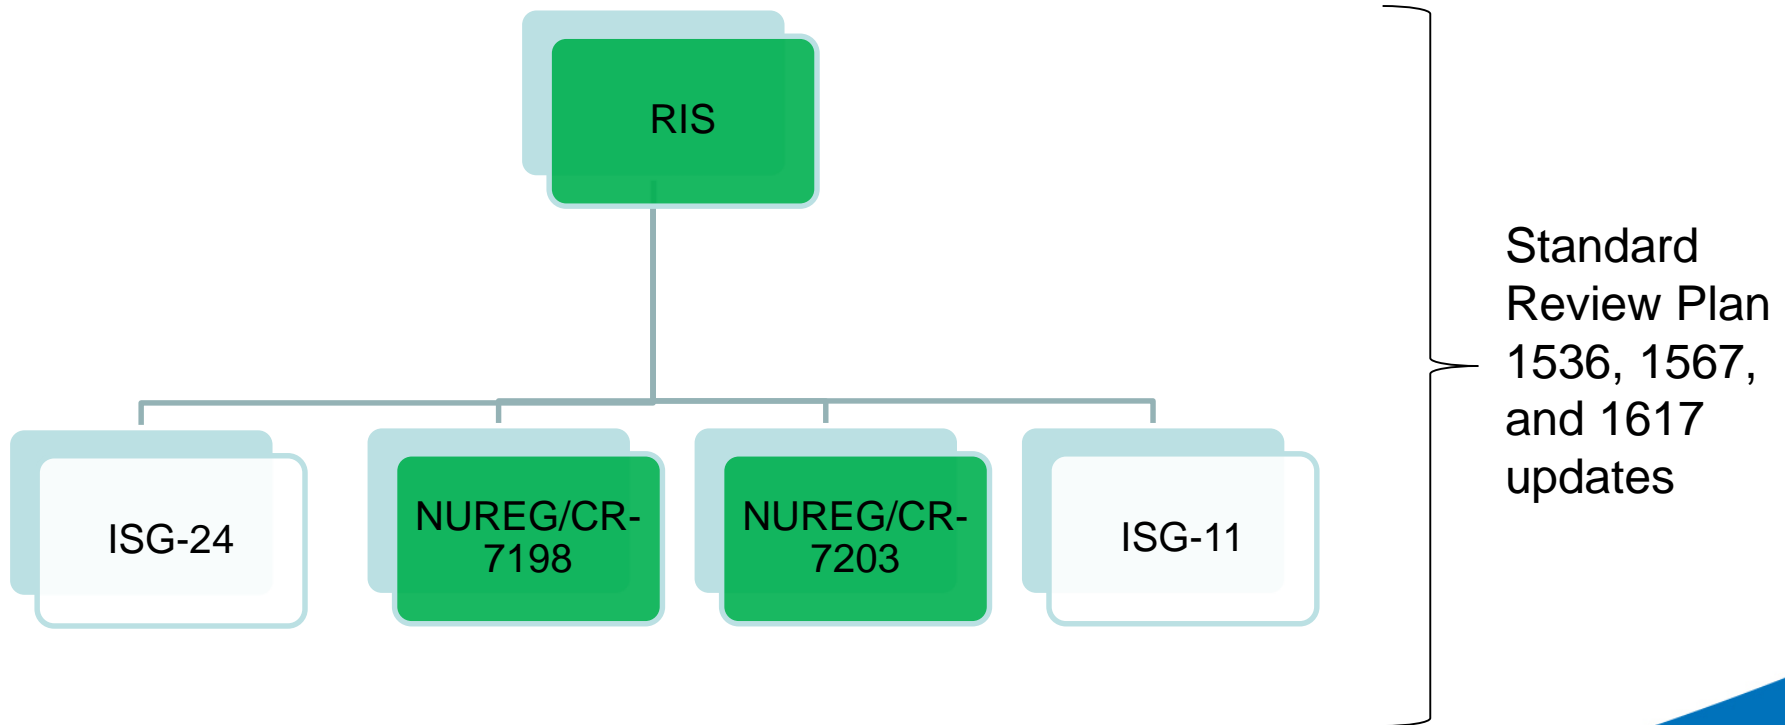 RIS
ISG-24
NUREG/CR-
7198
NUREG/CR-
7203
ISG-11
Standard
Review Plan
1536, 1567,
and 1617
updates